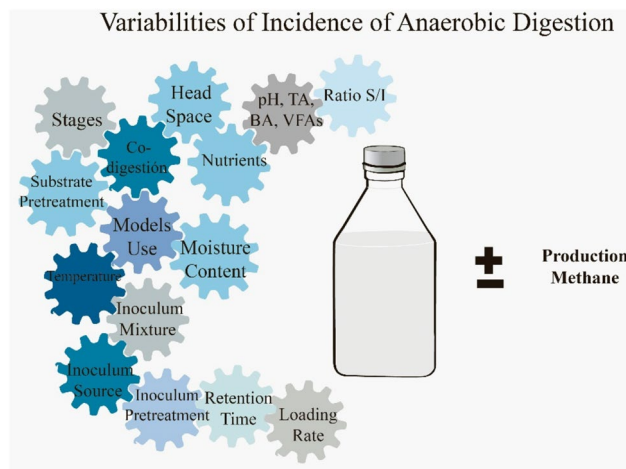 Variabilities of Incidence of Anaerobic Digestion
Head
Space
pH, TA,
BA, VFAs
Ratio S/I
Stages
Co-
digestión
Nutrients
Substrate
Pretreatment
Models
Use
Moisture
Content
Temperature
Inoculum
Mixture
Inoculum
Source
Inoculum
Pretreatment
Retention
Time
Loading
Rate
±
Production
Methane